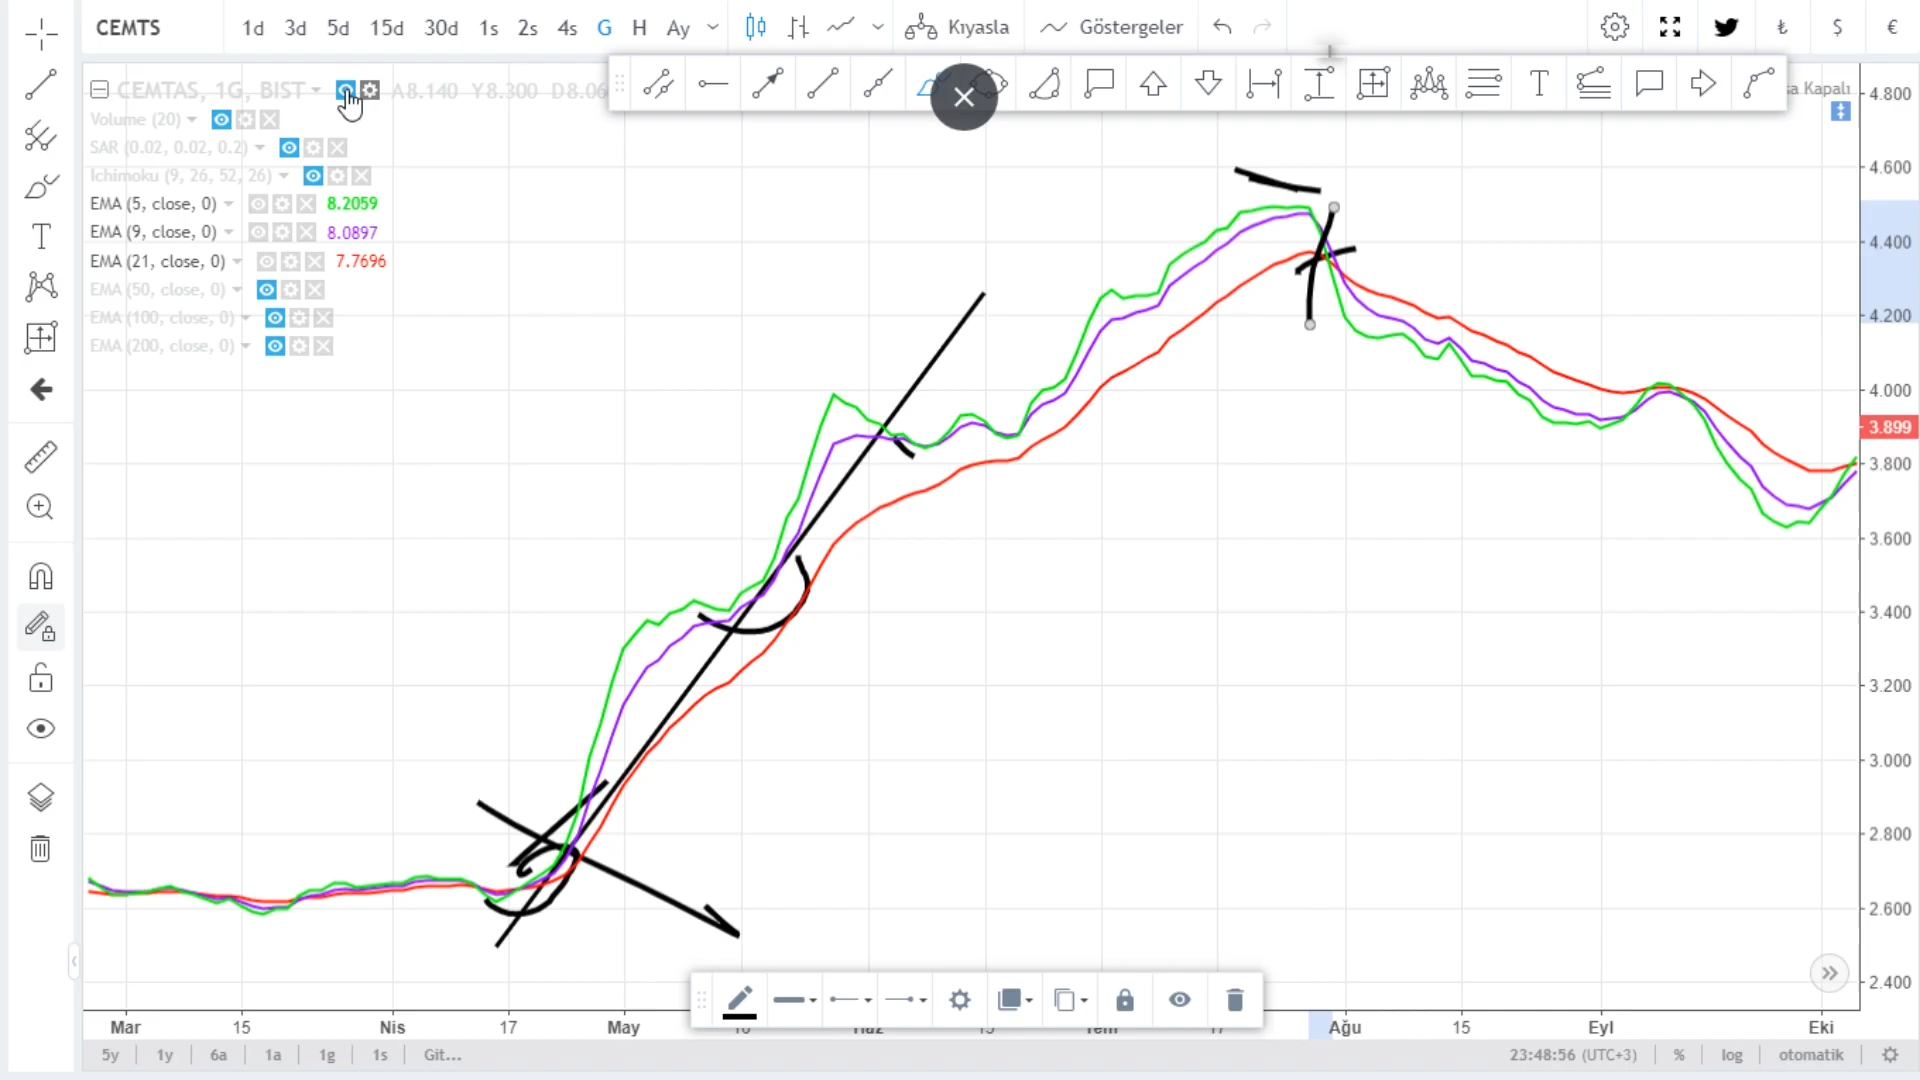 CEMTS 1d 3d 5d 15d 30d 1s 2s 4s G H Ay Kıyasla Göstergeler ₺ $ €
CEMTAŞ, 1G, BIST A8.140 Y8.300
Kapalı
Volume (20)
SAR (0.02, 0.02, 0.2)
Ichimoku (9, 26, 52, 26)
EMA (5, close, 0) 8.2059
EMA (9, close, 0) 8.0897
EMA (21, close, 0) 7.7696
EMA (50, close, 0)
EMA (100, close, 0)
EMA (200, close, 0)
4.800
4.600
4.400
4.200
4.000
3.899
3.800
3.600
3.400
3.200
3.000
2.800
2.600
2.400
Mar 15 Nis 17 May 16 Haz 15 Tem 17 Ağu 15 Eyl Eki
5y 1y 6a 1a 1g 1s Git... 23:48:56 (UTC+3) % log otomatik